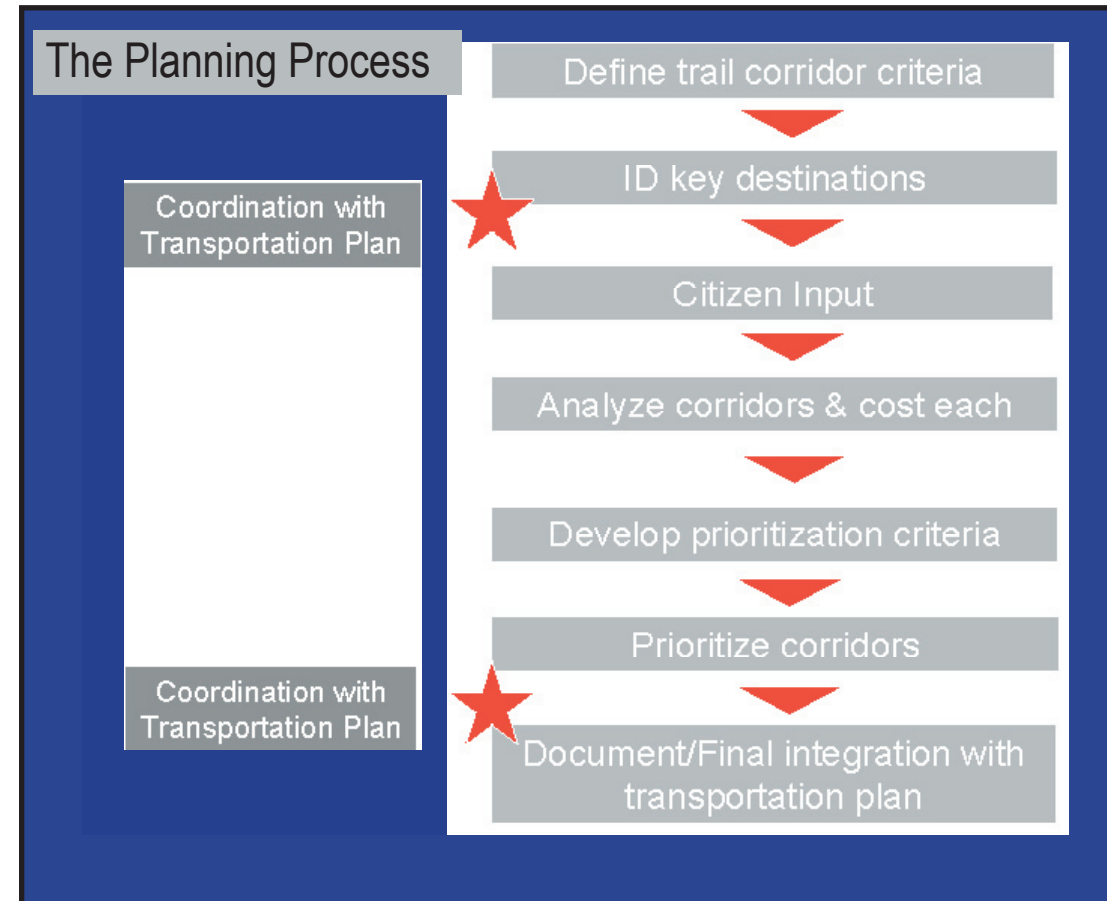 The Planning Process
Define trail corridor criteria
ID key destinations
Coordination with
Transportation Plan
Citizen Input
Analyze corridors & cost each
Develop prioritization criteria
Prioritize corridors
Coordination with
Transportation Plan
Document/Final integration with
transportation plan